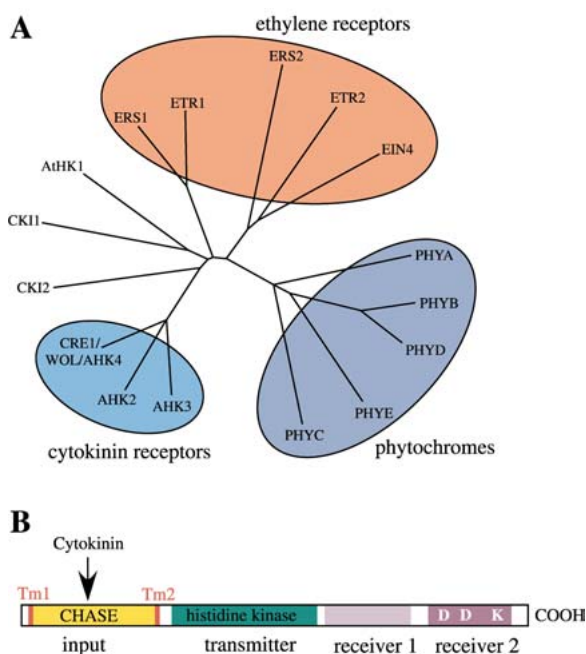 A
ethylene receptors
ERS2
ETR1
ETR2
ERS1
EIN4
AtHK1
CKI1
CKI2
PHYA
PHYB
PHYD
PHYE
PHYC
CRE1/
WOL/AHK4
AHK2
AHK3
cytokinin receptors
phytochromes
B
Cytokinin
Tm1 Tm2
CHASE histidine kinase D D K COOH
input transmitter receiver 1 receiver 2